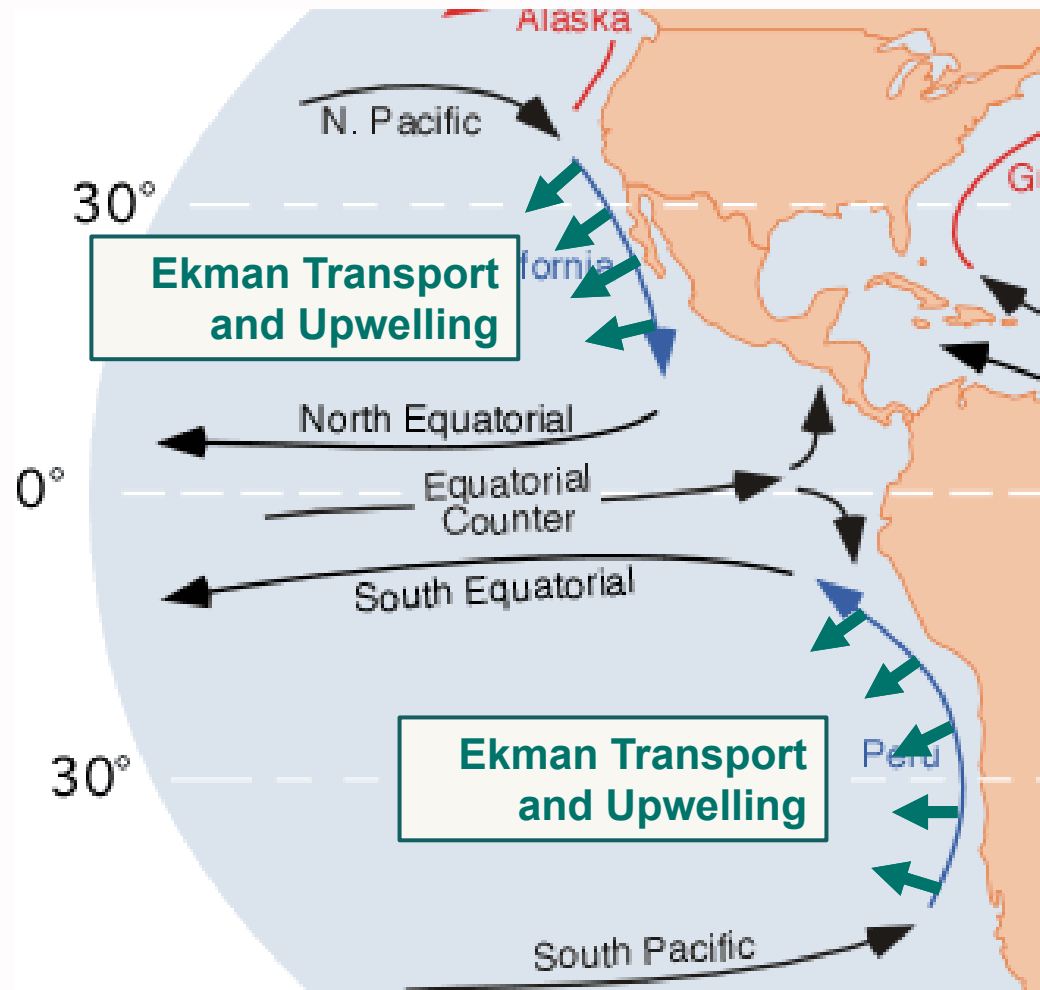 Alaska
N. Pacific
30°
Ekman Transport
and Upwelling
fornia
North Equatorial
0°
Equatorial
Counter
South Equatorial
Ekman Transport
and Upwelling
Peru
30°
South Pacific